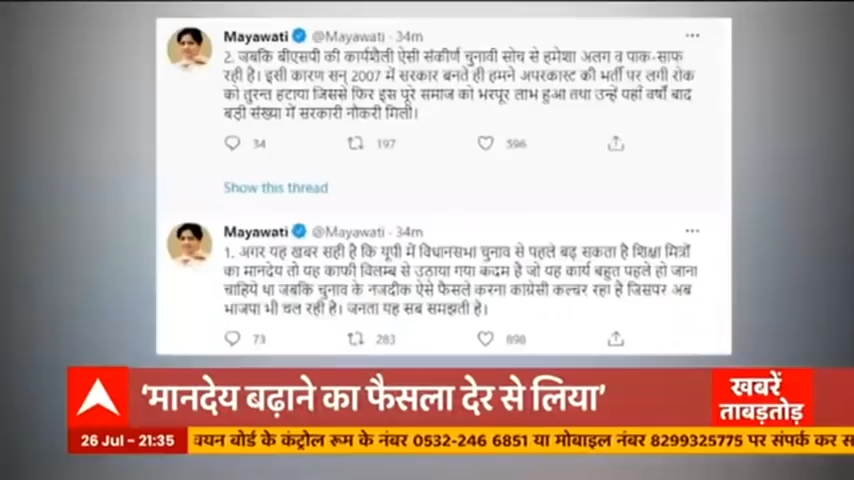 Mayawati @Mayawati · 34m
2. जबकि बीएसपी की कार्यशैली ऐसी संकीर्ण चुनावी सोच से हमेशा अलग व पाक-साफ
रही है। इसी कारण सन् 2007 में सरकार बनते ही हमने अपरकास्ट की भर्ती पर लगी रोक
को तुरन्त हटाया जिससे फिर इस पूरे समाज को भरपूर लाभ हुआ तथा उन्हें यहाँ वर्षों बाद
बड़ी संख्या में सरकारी नौकरी मिली।
34 197 596
Show this thread
Mayawati @Mayawati · 34m
1. अगर यह खबर सही है कि यूपी में विधानसभा चुनाव से पहले बढ़ सकता है शिक्षा मित्रों
का मानदेय तो यह काफी विलम्ब से उठाया गया कदम है जो यह कार्य बहुत पहले हो जाना
चाहिये था जबकि चुनाव के नजदीक ऐसे फैसले करना कांग्रेसी कल्चर रहा है जिसपर अब
भाजपा भी चल रही है। जनता यह सब समझती है।
73 283 898
‘मानदेय बढ़ाने का फैसला देर से लिया’
खबरें
ताबड़तोड़
26 Jul - 21:35 वयन बोर्ड के कंट्रोल रूम के नंबर 0532-246 6851 या मोबाइल नंबर 8299325775 पर संपर्क कर स